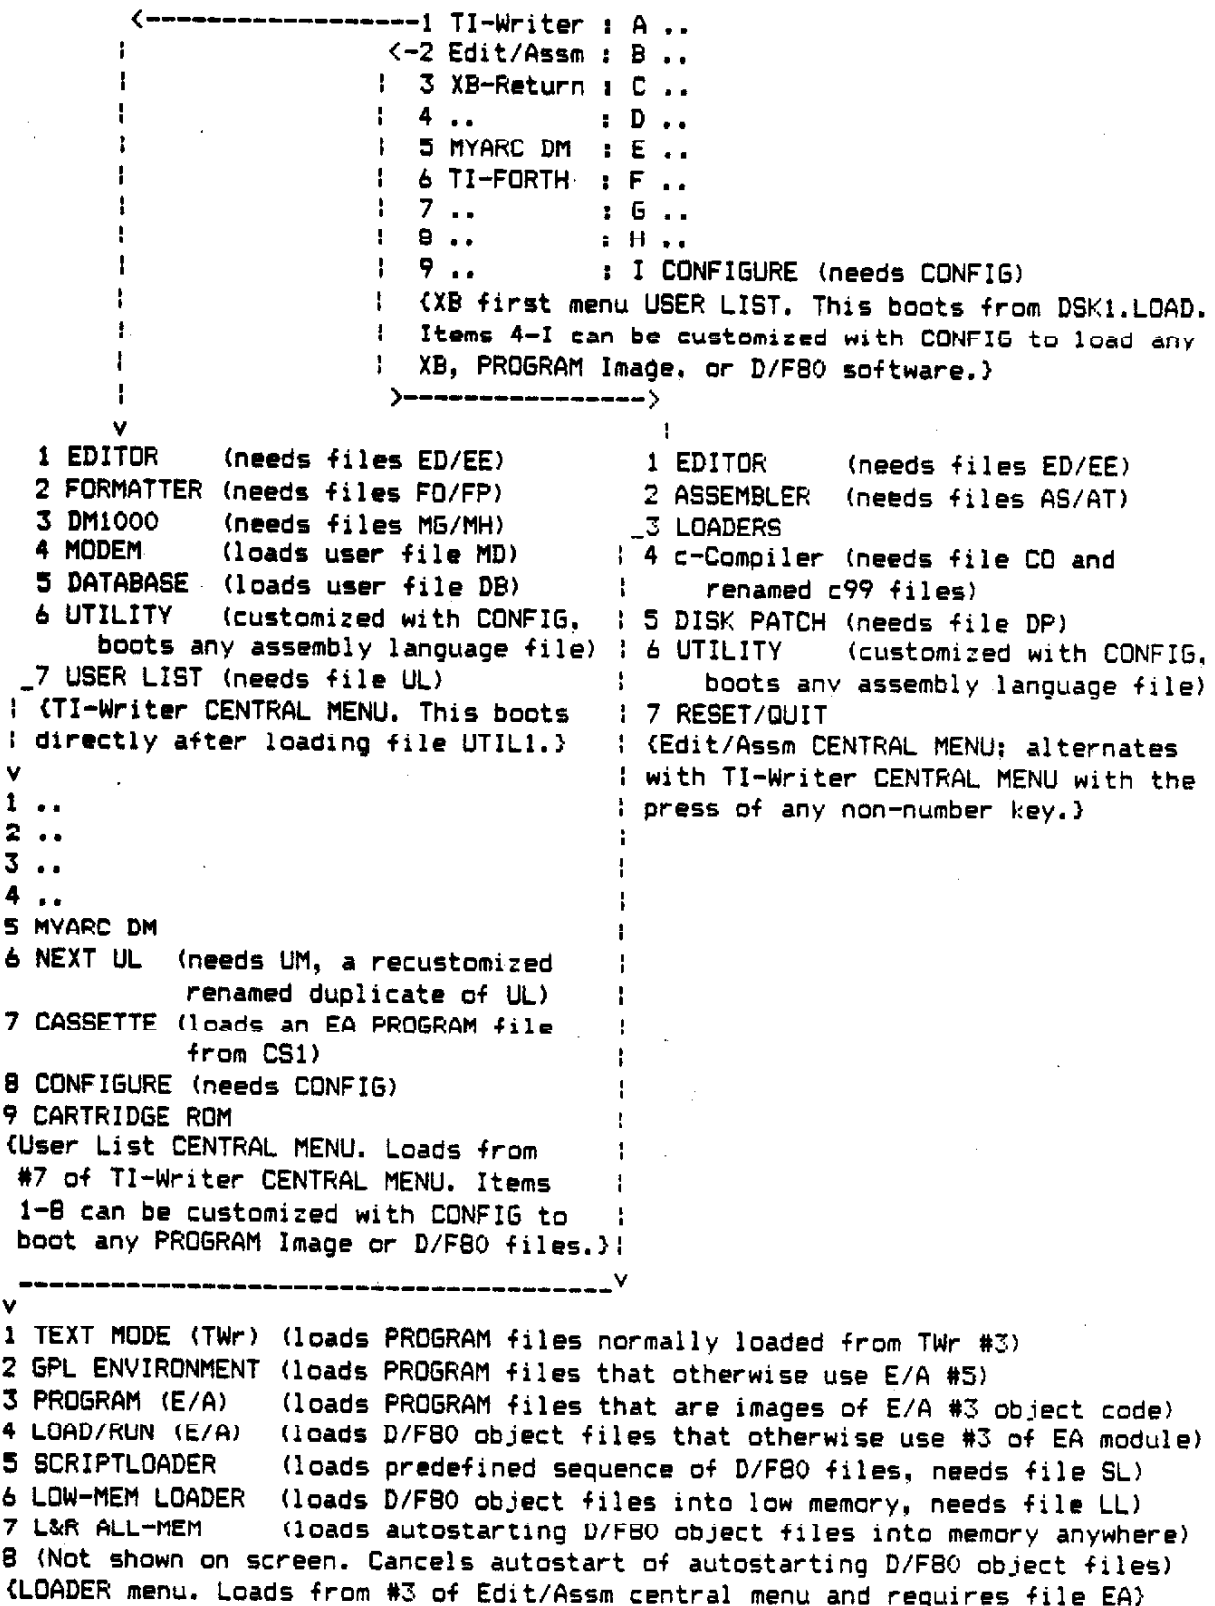 <------------------1 TI-Writer : A ..
<-2 Edit/Assm : B ..
3 XB-Return : C ..
4 .. : D ..
5 MYARC DM : E ..
6 TI-FORTH : F ..
7 .. : G ..
8 .. : H ..
9 .. : I CONFIGURE (needs CONFIG)
{XB first menu USER LIST. This boots from DSK1.LOAD.
Items 4-I can be customized with CONFIG to load any
XB, PROGRAM Image, or D/F80 software.}
>----------------->
v
1 EDITOR (needs files ED/EE)
2 FORMATTER (needs files FO/FP)
3 DM1000 (needs files MG/MH)
4 MODEM (loads user file MD)
5 DATABASE (loads user file DB)
6 UTILITY (customized with CONFIG,
boots any assembly language file)
_7 USER LIST (needs file UL)
{TI-Writer CENTRAL MENU. This boots
directly after loading file UTIL1.}
1 EDITOR (needs files ED/EE)
2 ASSEMBLER (needs files AS/AT)
_3 LOADERS
4 c-Compiler (needs file CO and
renamed c99 files)
5 DISK PATCH (needs file DP)
6 UTILITY (customized with CONFIG,
boots any assembly language file)
7 RESET/QUIT
{Edit/Assm CENTRAL MENU; alternates
with TI-Writer CENTRAL MENU with the
press of any non-number key.}
v
1 ..
2 ..
3 ..
4 ..
5 MYARC DM
6 NEXT UL (needs UM, a recustomized
renamed duplicate of UL)
7 CASSETTE (loads an EA PROGRAM file
from CS1)
8 CONFIGURE (needs CONFIG)
9 CARTRIDGE ROM
{User List CENTRAL MENU. Loads from
#7 of TI-Writer CENTRAL MENU. Items
1-8 can be customized with CONFIG to
boot any PROGRAM Image or D/F80 files.}
---------------------------------------_v
v
1 TEXT MODE (TWr) (loads PROGRAM files normally loaded from TWr #3)
2 GPL ENVIRONMENT (loads PROGRAM files that otherwise use E/A #5)
3 PROGRAM (E/A) (loads PROGRAM files that are images of E/A #3 object code)
4 LOAD/RUN (E/A) (loads D/F80 object files that otherwise use #3 of EA module)
5 SCRIPTLOADER (loads predefined sequence of D/F80 files, needs file SL)
6 LOW-MEM LOADER (loads D/F80 object files into low memory, needs file LL)
7 L&R ALL-MEM (loads autostarting D/F80 object files into memory anywhere)
8 (Not shown on screen. Cancels autostart of autostarting D/F80 object files)
{LOADER menu. Loads from #3 of Edit/Assm central menu and requires file EA}